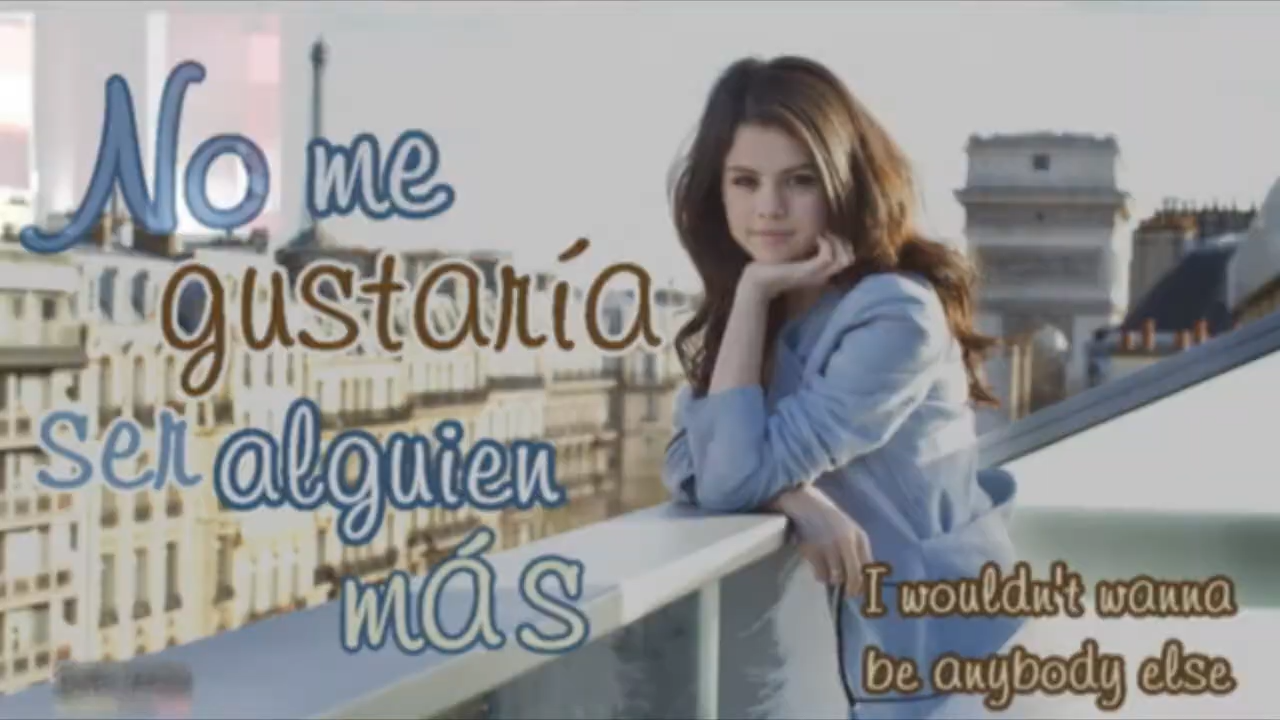 No me
gustaría
ser alguien
más
I wouldn't wanna
be anybody else